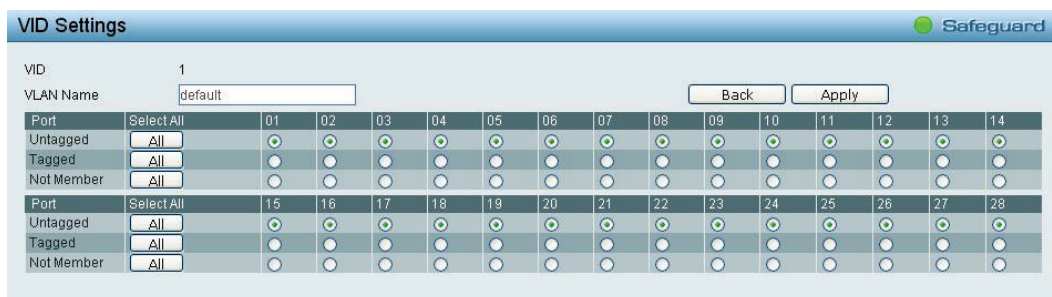 VID Settings Safeguard
VID 1
VLAN Name default Back Apply
Port Select All 01 02 03 04 05 06 07 08 09 10 11 12 13 14
Untagged All
Tagged All
Not Member All
Port Select All 15 16 17 18 19 20 21 22 23 24 25 26 27 28
Untagged All
Tagged All
Not Member All